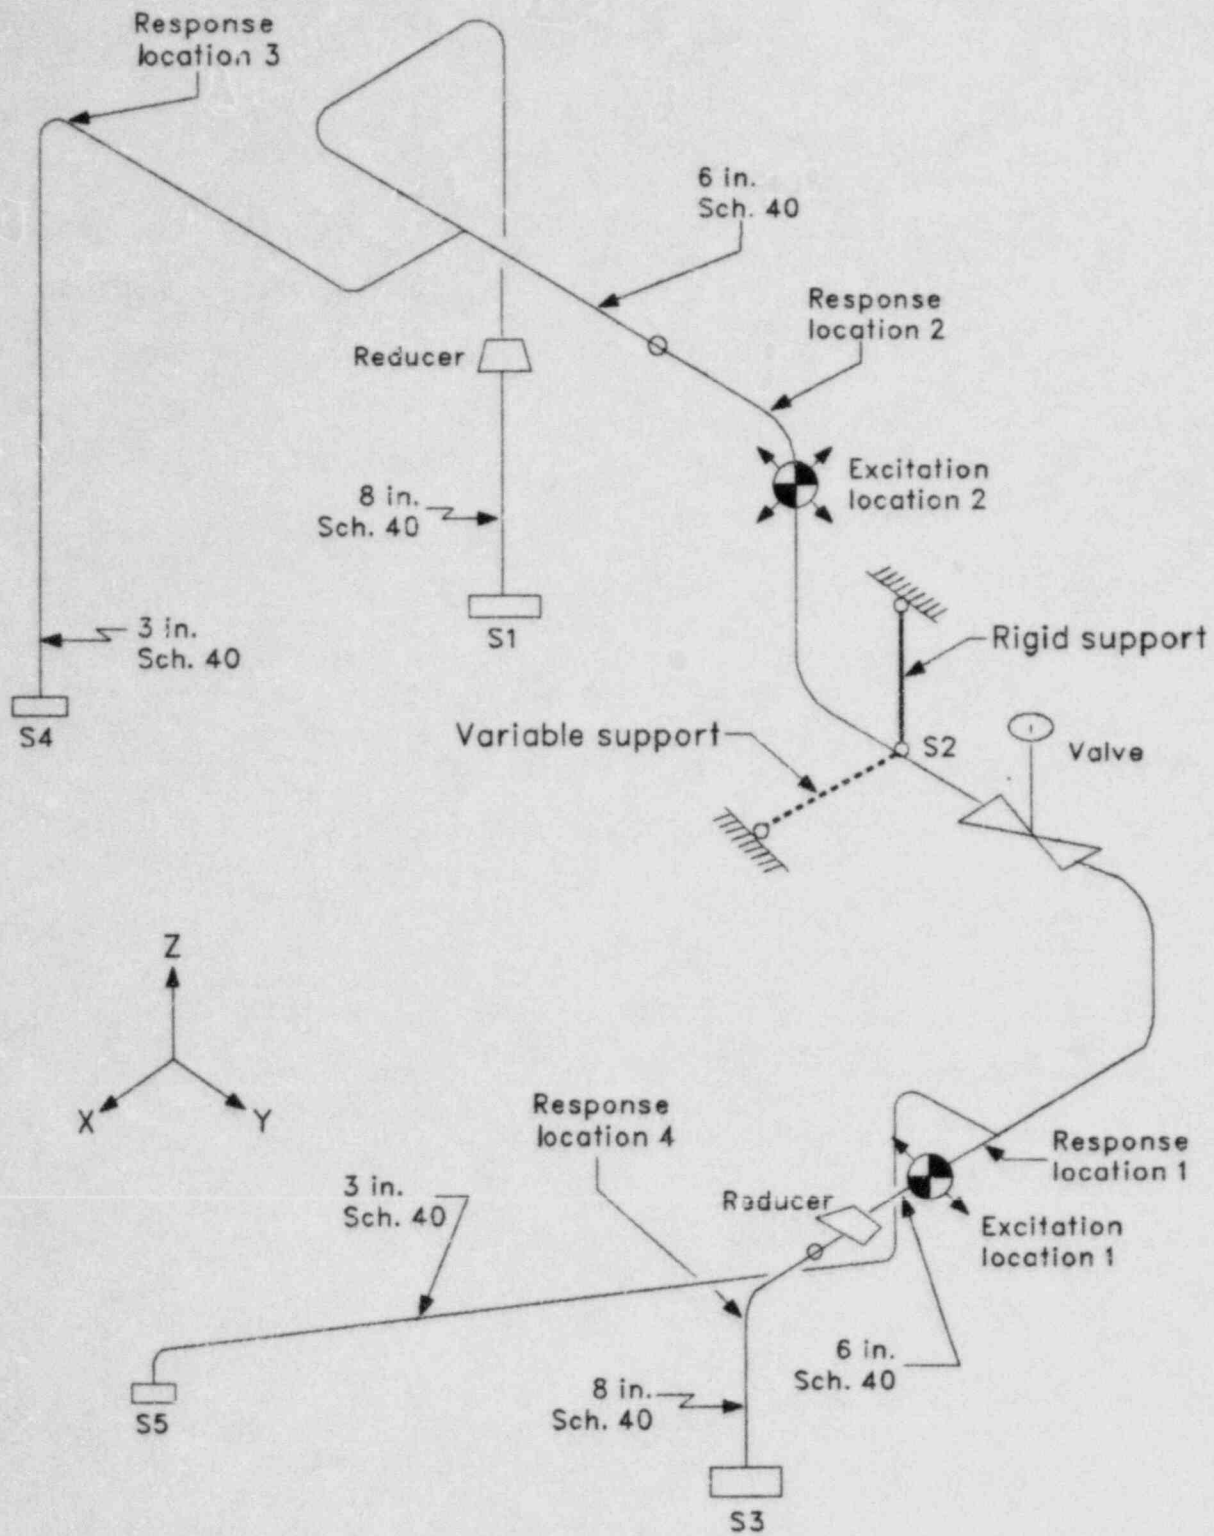 Response
location 3
6 in.
Sch. 40
Response
location 2
Reducer
Excitation
location 2
8 in.
Sch. 40
S1
3 in.
Sch. 40
Rigid support
S4
Variable support
S2
Valve
Z
X
Y
Response
location 4
Response
location 1
3 in.
Sch. 40
Reducer
Excitation
location 1
6 in.
Sch. 40
8 in.
Sch. 40
S5
S3